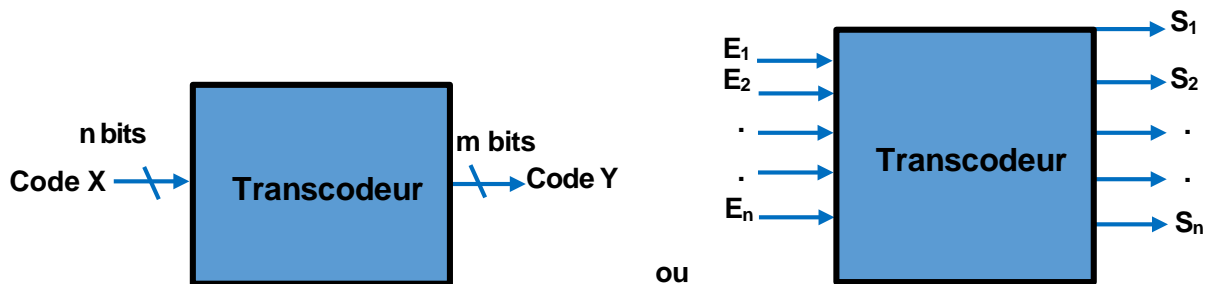 n bits
Code X
Transcodeur
m bits
Code Y
ou
E1
E2
.
.
En
Transcodeur
S1
S2
.
.
Sn